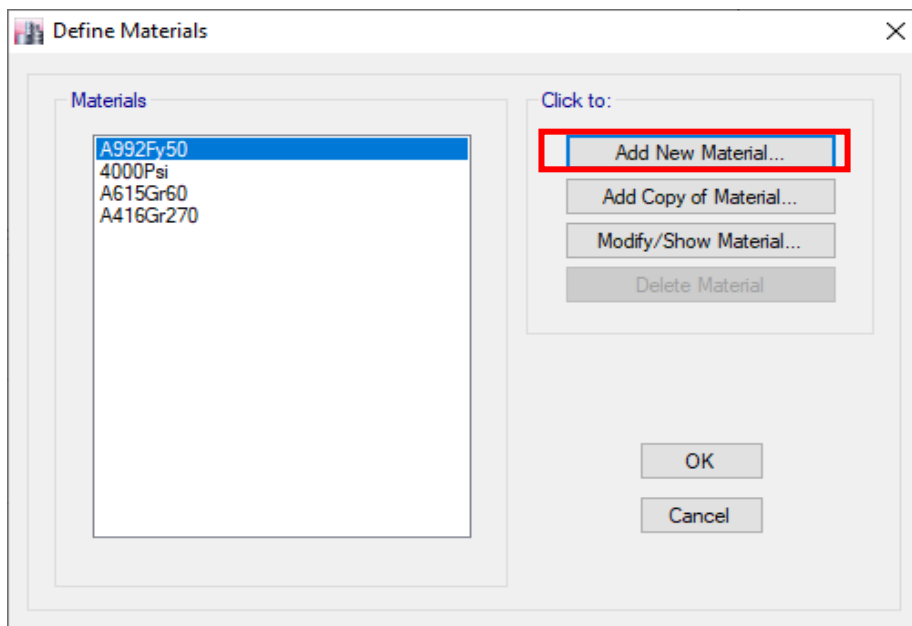 Define Materials
Materials
A992Fy50
4000Psi
A615Gr60
A416Gr270
Click to:
Add New Material...
Add Copy of Material...
Modify/Show Material...
Delete Material
OK
Cancel